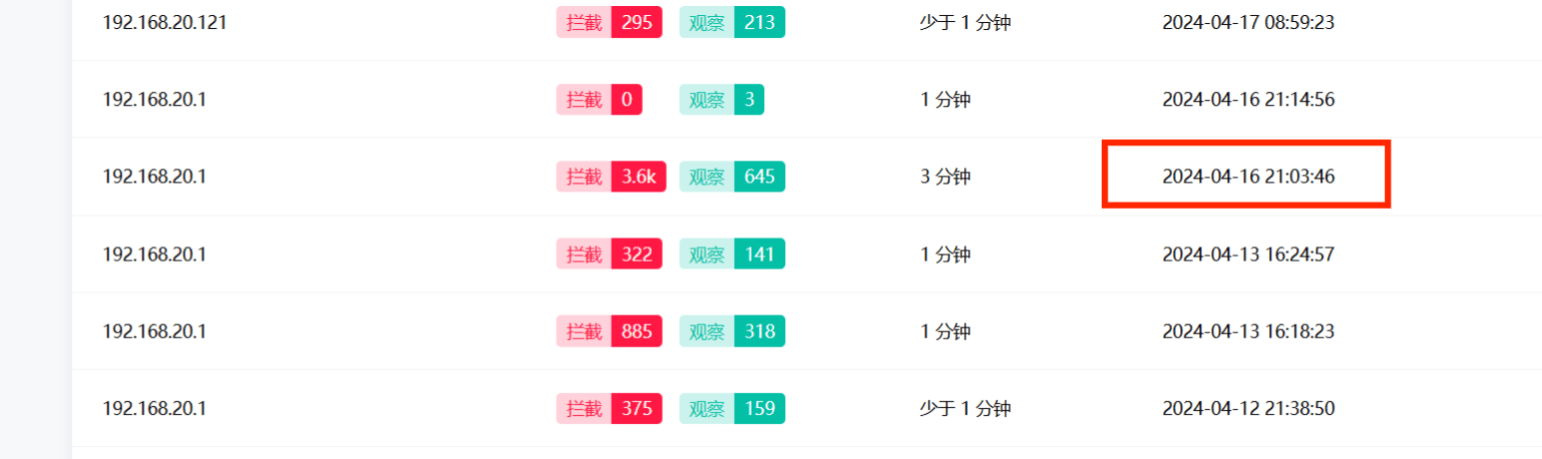 192.168.20.121 拦截 295 观察 213 少于 1 分钟 2024-04-17 08:59:23
192.168.20.1 拦截 0 观察 3 1 分钟 2024-04-16 21:14:56
192.168.20.1 拦截 3.6k 观察 645 3 分钟 2024-04-16 21:03:46
192.168.20.1 拦截 322 观察 141 1 分钟 2024-04-13 16:24:57
192.168.20.1 拦截 885 观察 318 1 分钟 2024-04-13 16:18:23
192.168.20.1 拦截 375 观察 159 少于 1 分钟 2024-04-12 21:38:50